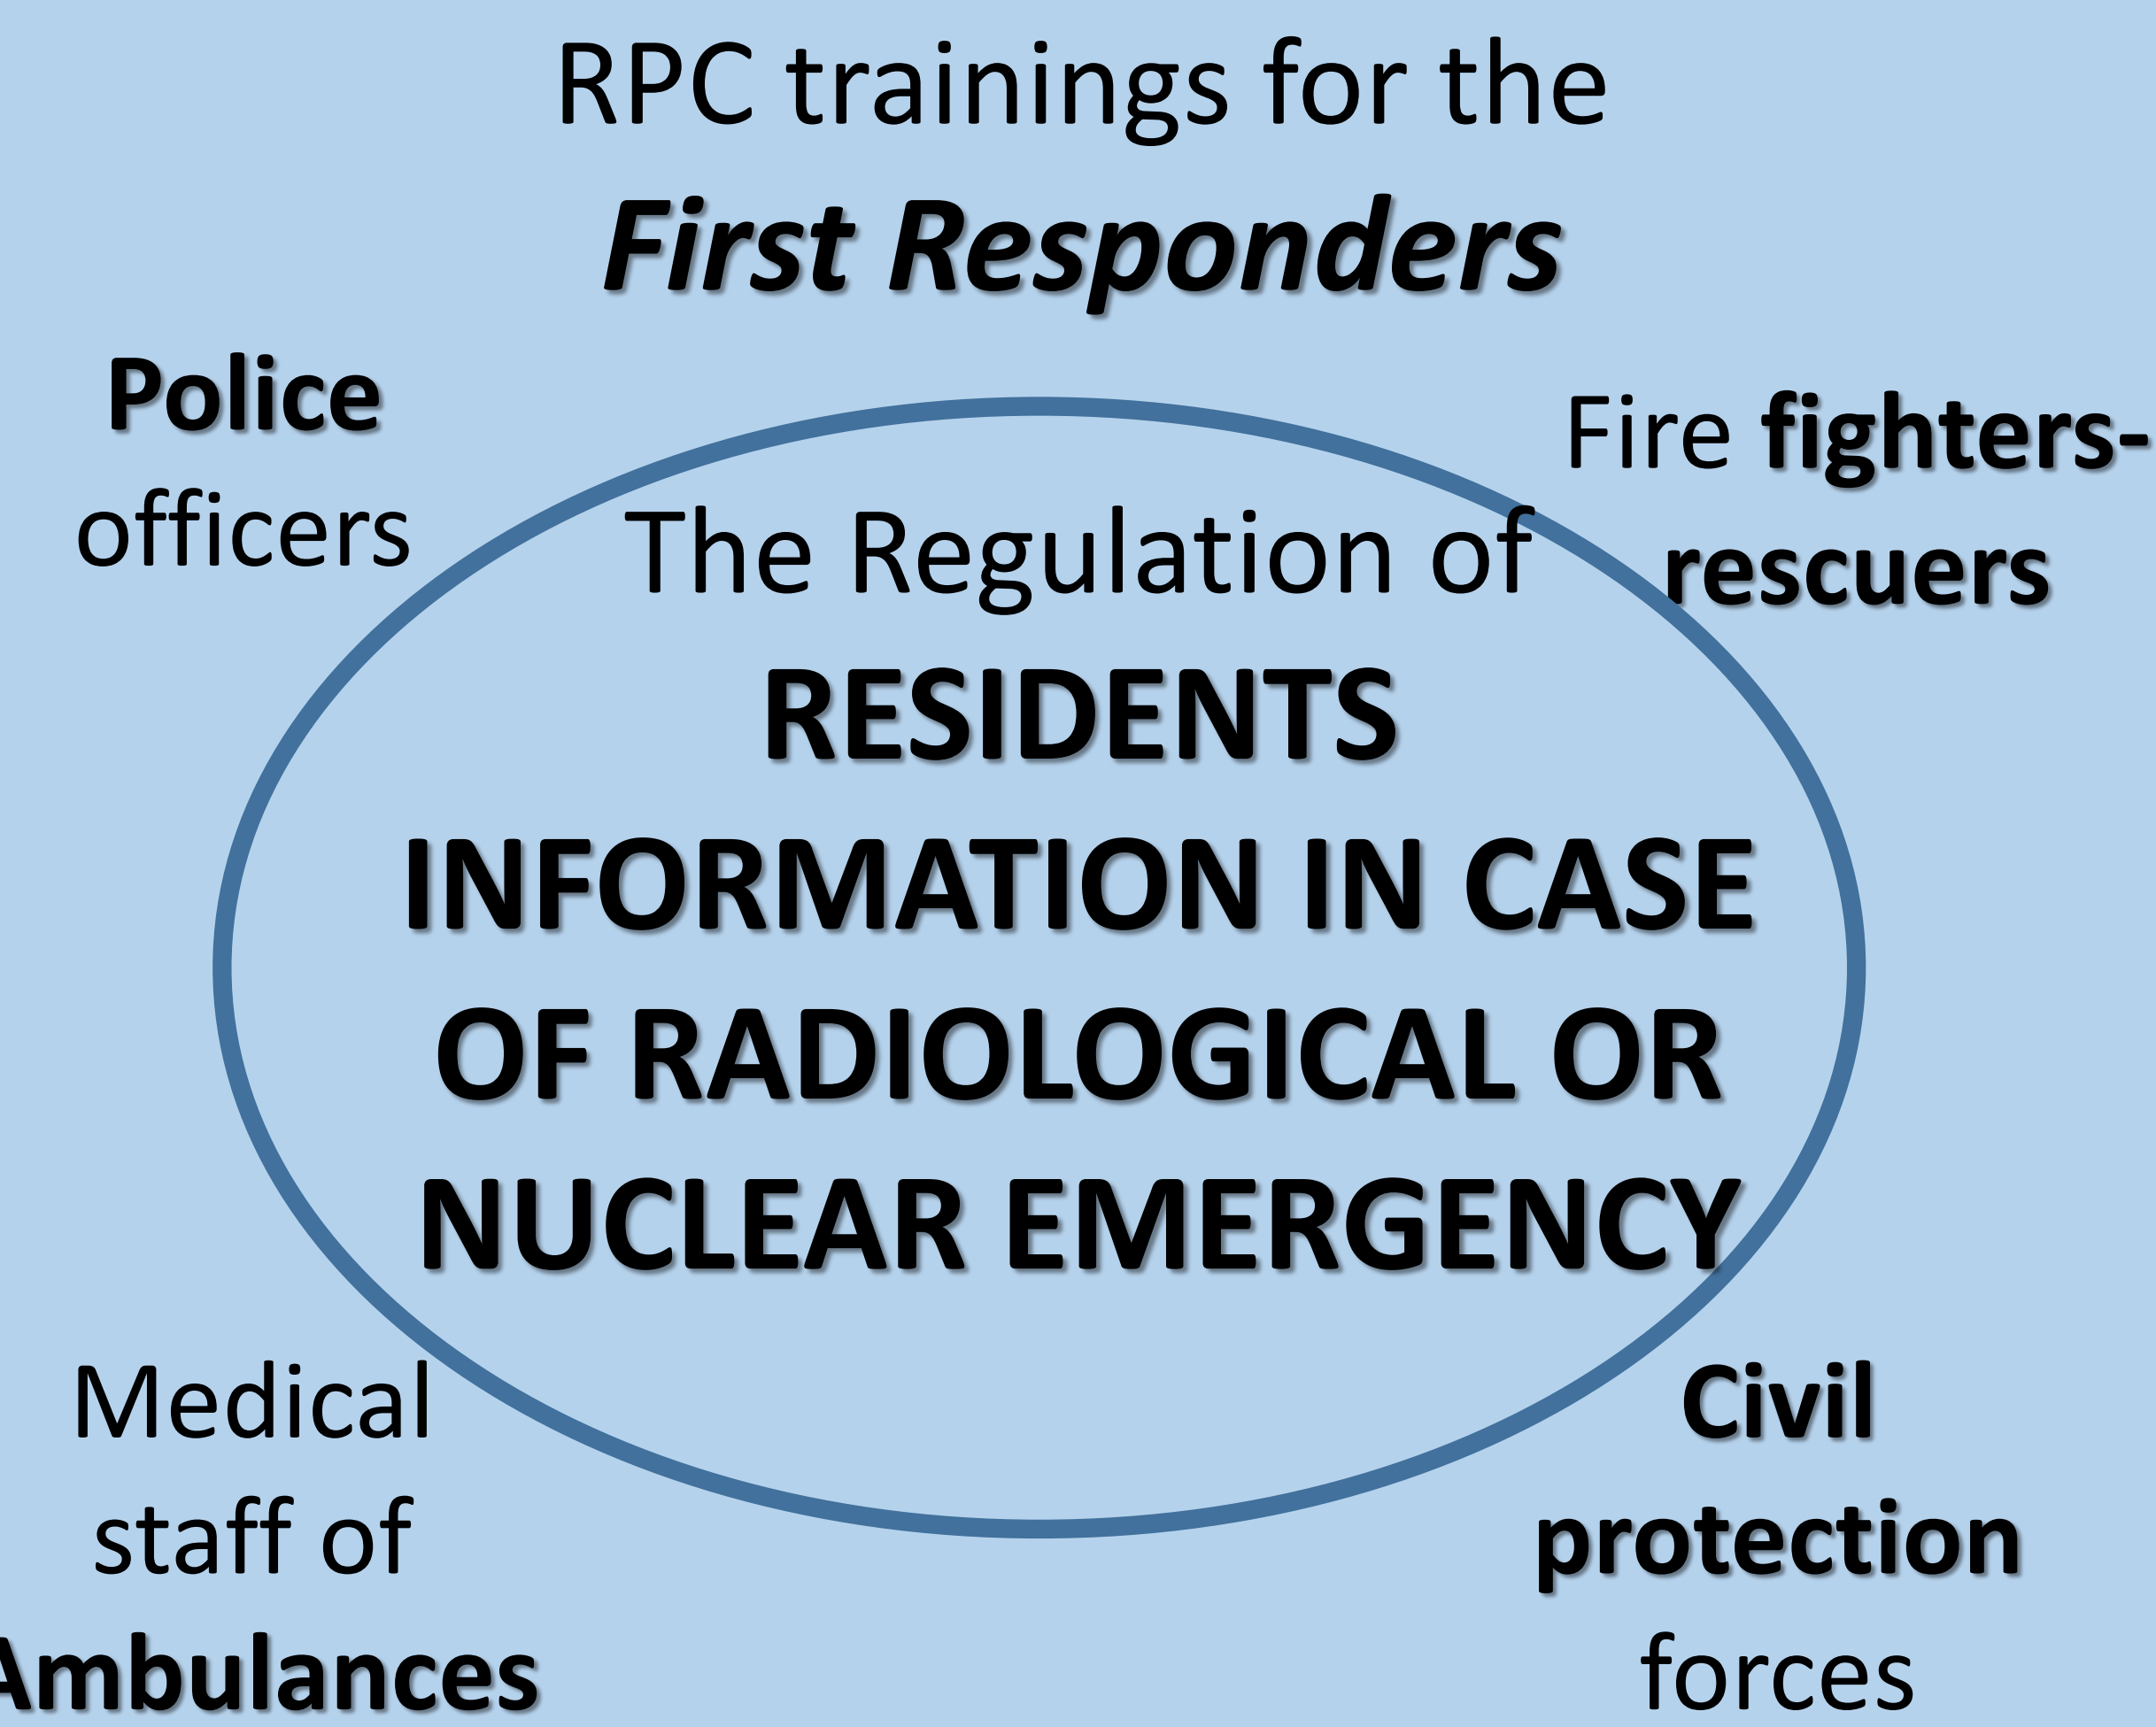 RPC trainings for the
First Responders
Police
officers
Fire fighters-
rescuers
The Regulation of
RESIDENTS
INFORMATION IN CASE
OF RADIOLOGICAL OR
NUCLEAR EMERGENCY
Medical
staff of
Ambulances
Civil
protection
forces